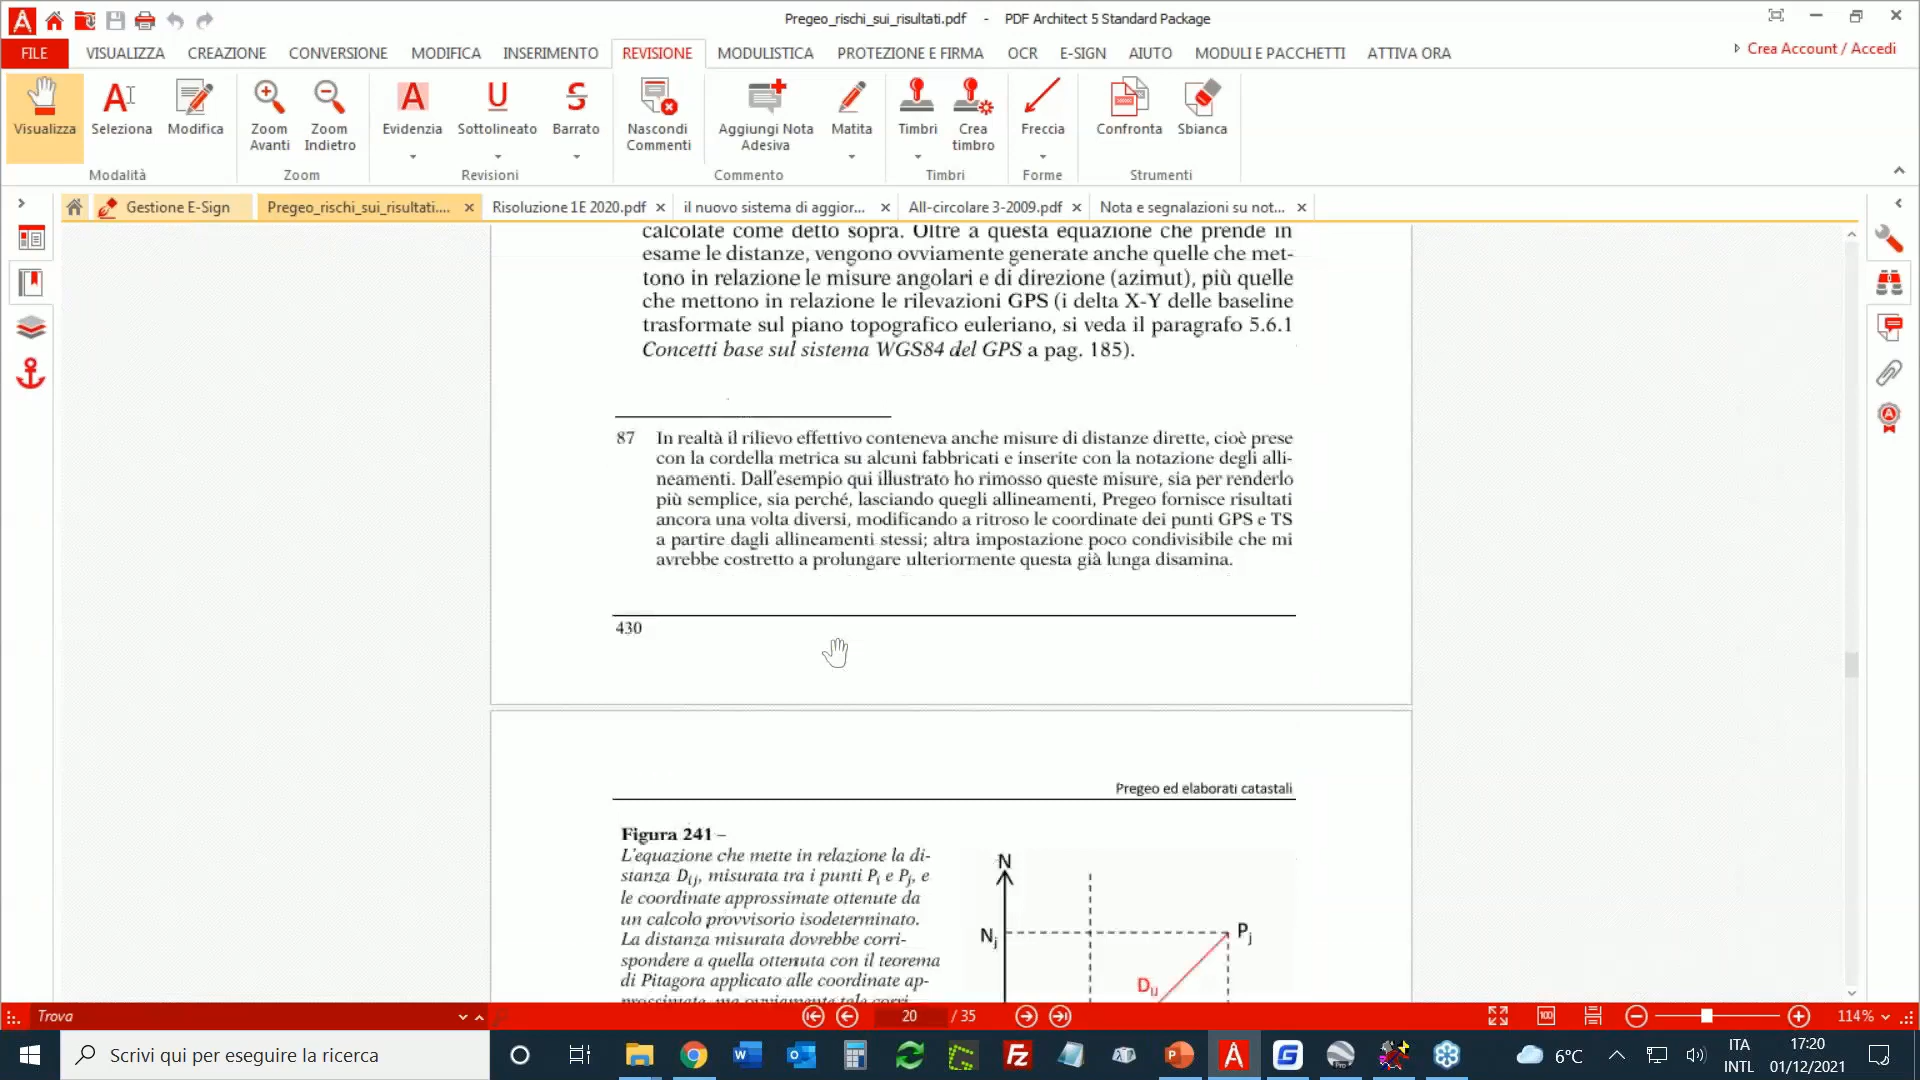 Pregeo_rischi_sui_risultati.pdf - PDF Architect 5 Standard Package
FILE VISUALIZZA CREAZIONE CONVERSIONE MODIFICA INSERIMENTO REVISIONE MODULISTICA PROTEZIONE E FIRMA OCR E-SIGN AIUTO MODULI E PACCHETTI ATTIVA ORA Crea Account / Accedi
Visualizza Seleziona Modifica Zoom Avanti Zoom Indietro Evidenzia Sottolineato Barrato Nascondi Commenti Aggiungi Nota Adesiva Matita Timbri Crea timbro Freccia Confronta Sbianca
Modalità Zoom Revisioni Commento Timbri Forme Strumenti
Gestione E-Sign Pregeo_rischi_sui_risultati.... Risoluzione 1E 2020.pdf il nuovo sistema di aggior... All-circolare 3-2009.pdf Nota e segnalazioni su not...
calcolate come detto sopra. Oltre a questa equazione che prende in
esame le distanze, vengono ovviamente generate anche quelle che met-
tono in relazione le misure angolari e di direzione (azimut), più quelle
che mettono in relazione le rilevazioni GPS (i delta X-Y delle baseline
trasformate sul piano topografico euleriano, si veda il paragrafo 5.6.1
Concetti base sul sistema WGS84 del GPS a pag. 185).
87 In realtà il rilievo effettivo conteneva anche misure di distanze dirette, cioè prese
con la cordella metrica su alcuni fabbricati e inserite con la notazione degli alli-
neamenti. Dall'esempio qui illustrato ho rimosso queste misure, sia per renderlo
più semplice, sia perché, lasciando quegli allineamenti, Pregeo fornisce risultati
ancora una volta diversi, modificando a ritroso le coordinate dei punti GPS e TS
a partire dagli allineamenti stessi; altra impostazione poco condivisibile che mi
avrebbe costretto a prolungare ulteriormente questa già lunga disamina.
430
Pregeo ed elaborati catastali
Figura 241 –
L'equazione che mette in relazione la di-
stanza Dij, misurata tra i punti Pi e Pj, e
le coordinate approssimate ottenute da
un calcolo provvisorio isodeterminato.
La distanza misurata dovrebbe corri-
spondere a quella ottenuta con il teorema
di Pitagora applicato alle coordinate ap-
prossimate, ma ovviamente tale corri-
N
Nj
Pj
Dij
Trova 20 / 35 114%
Scrivi qui per eseguire la ricerca
6°C
ITA
INTL
17:20
01/12/2021